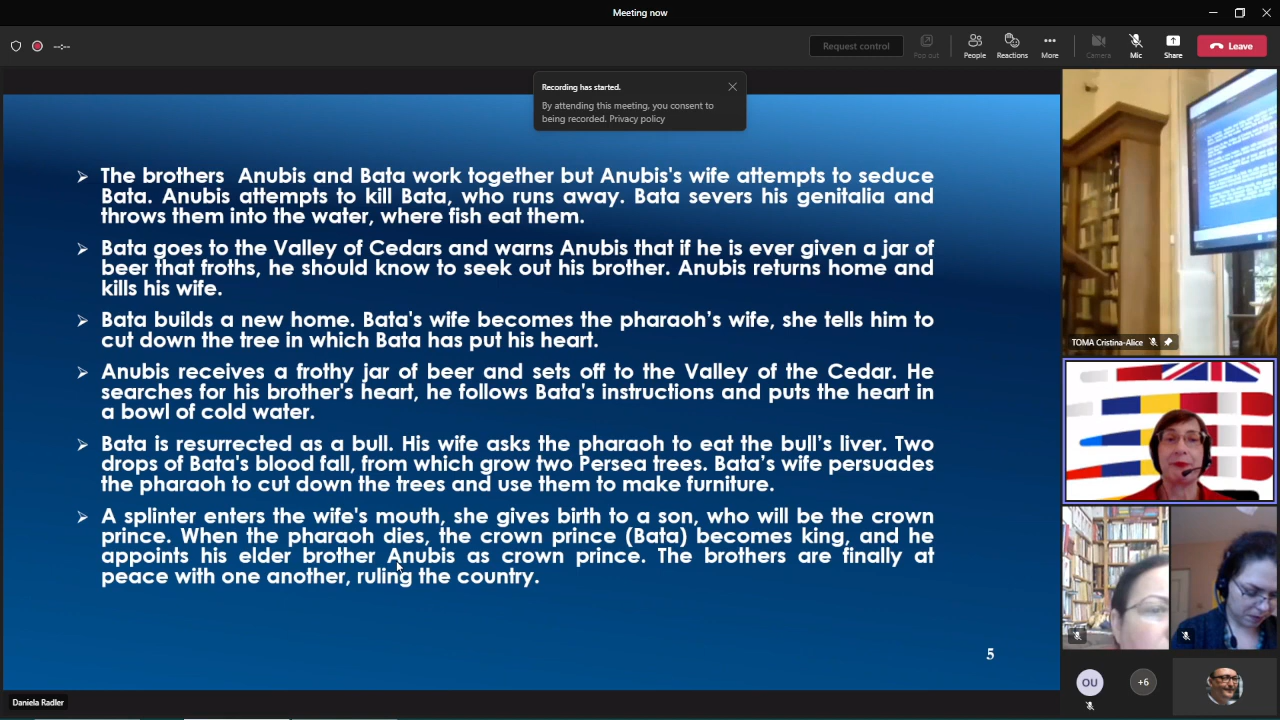 Meeting now
Request control
Pop out
People
Reactions
More
Camera
Mic
Share
Leave
Recording has started.
By attending this meeting, you consent to
being recorded. Privacy policy
The brothers Anubis and Bata work together but Anubis's wife attempts to seduce
Bata. Anubis attempts to kill Bata, who runs away. Bata severs his genitalia and
throws them into the water, where fish eat them.
Bata goes to the Valley of Cedars and warns Anubis that if he is ever given a jar of
beer that froths, he should know to seek out his brother. Anubis returns home and
kills his wife.
Bata builds a new home. Bata's wife becomes the pharaoh's wife, she tells him to
cut down the tree in which Bata has put his heart.
Anubis receives a frothy jar of beer and sets off to the Valley of the Cedar. He
searches for his brother's heart, he follows Bata's instructions and puts the heart in
a bowl of cold water.
Bata is resurrected as a bull. His wife asks the pharaoh to eat the bull's liver. Two
drops of Bata's blood fall, from which grow two Persea trees. Bata's wife persuades
the pharaoh to cut down the trees and use them to make furniture.
A splinter enters the wife's mouth, she gives birth to a son, who will be the crown
prince. When the pharaoh dies, the crown prince (Bata) becomes king, and he
appoints his elder brother Anubis as crown prince. The brothers are finally at
peace with one another, ruling the country.
5
Daniela Radler
TOMA Cristina-Alice
OU
+6